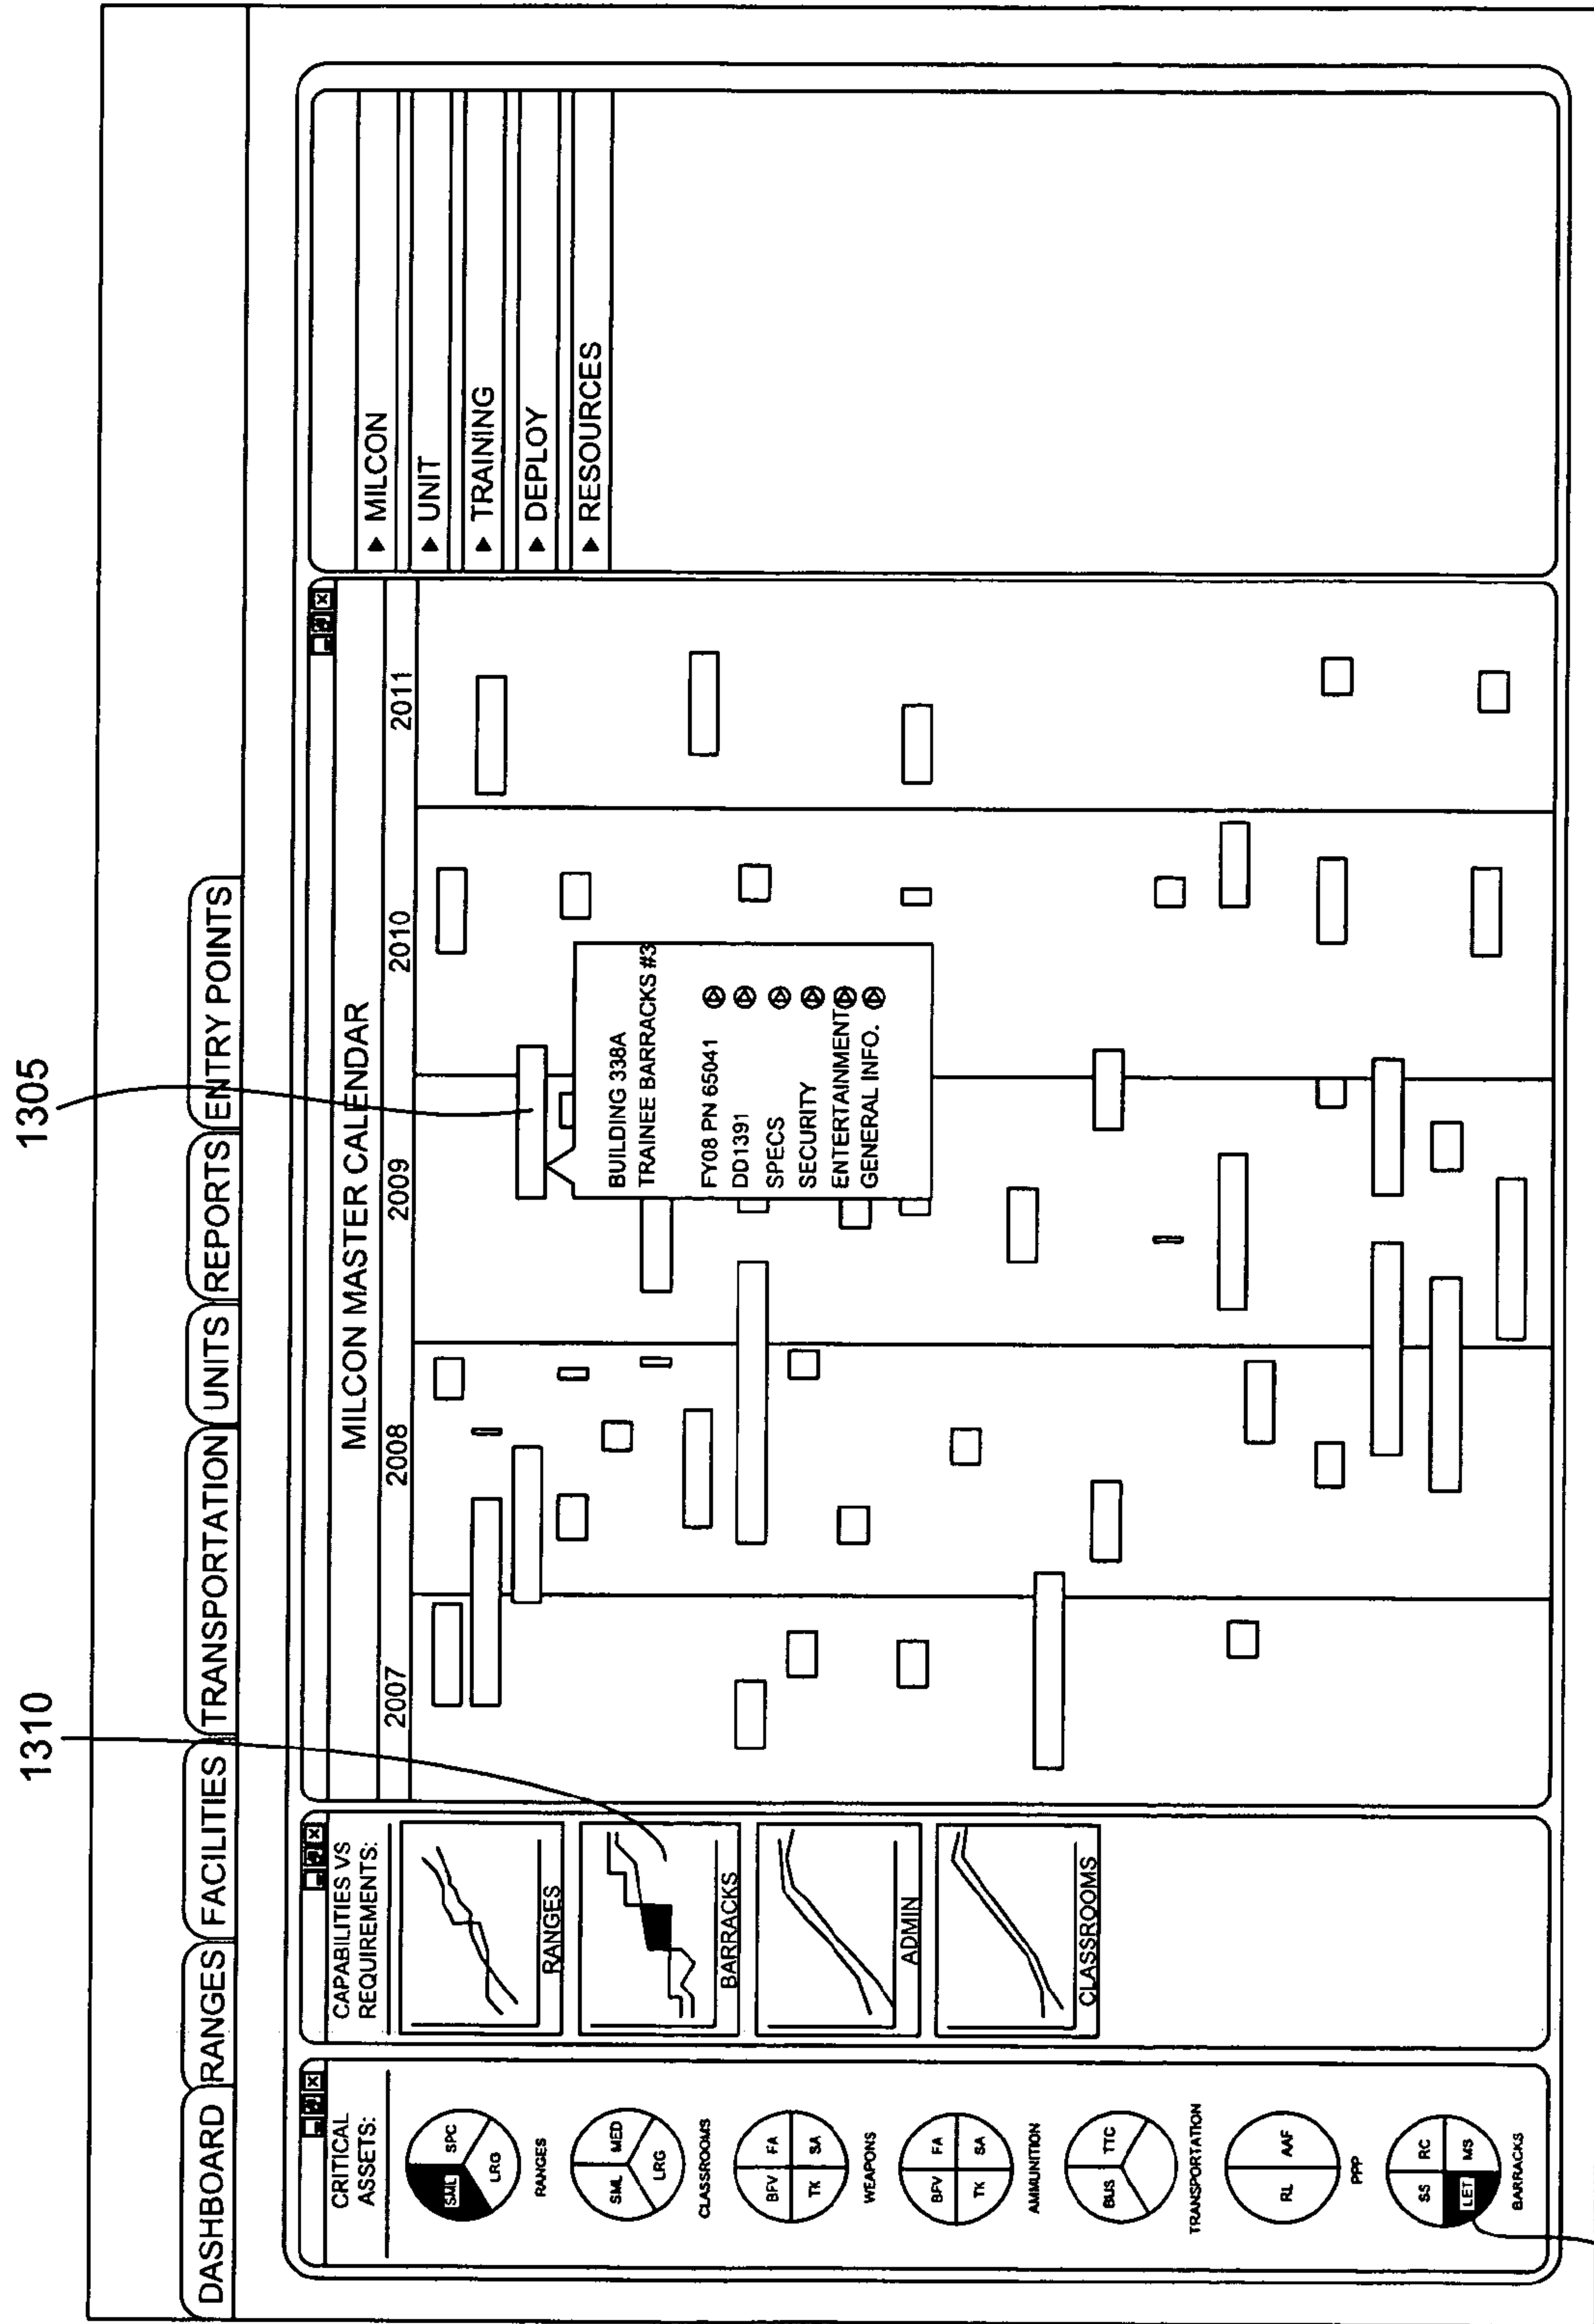 1310
1305
DASHBOARD
RANGES
FACILITIES
TRANSPORTATION
UNITS
REPORTS
ENTRY POINTS
CRITICAL
ASSETS:
SML
SPC
LRG
RANGES
SML
MED
LRG
CLASSROOMS
BFV
FA
TK
SA
WEAPONS
BFV
FA
TK
SA
AMMUNITION
BUS
TTC
TRANSPORTATION
RL
AAF
PPP
SS
RC
LET
MS
BARRACKS
CAPABILITIES VS
REQUIREMENTS:
RANGES
BARRACKS
ADMIN
CLASSROOMS
MILCON MASTER CALENDAR
2007 2008 2009 2010 2011
BUILDING 338A
TRAINEE BARRACKS #3
FY08 PN 65041
DD1391
SPECS
SECURITY
ENTERTAINMENT
GENERAL INFO.
MILCON
UNIT
TRAINING
DEPLOY
RESOURCES